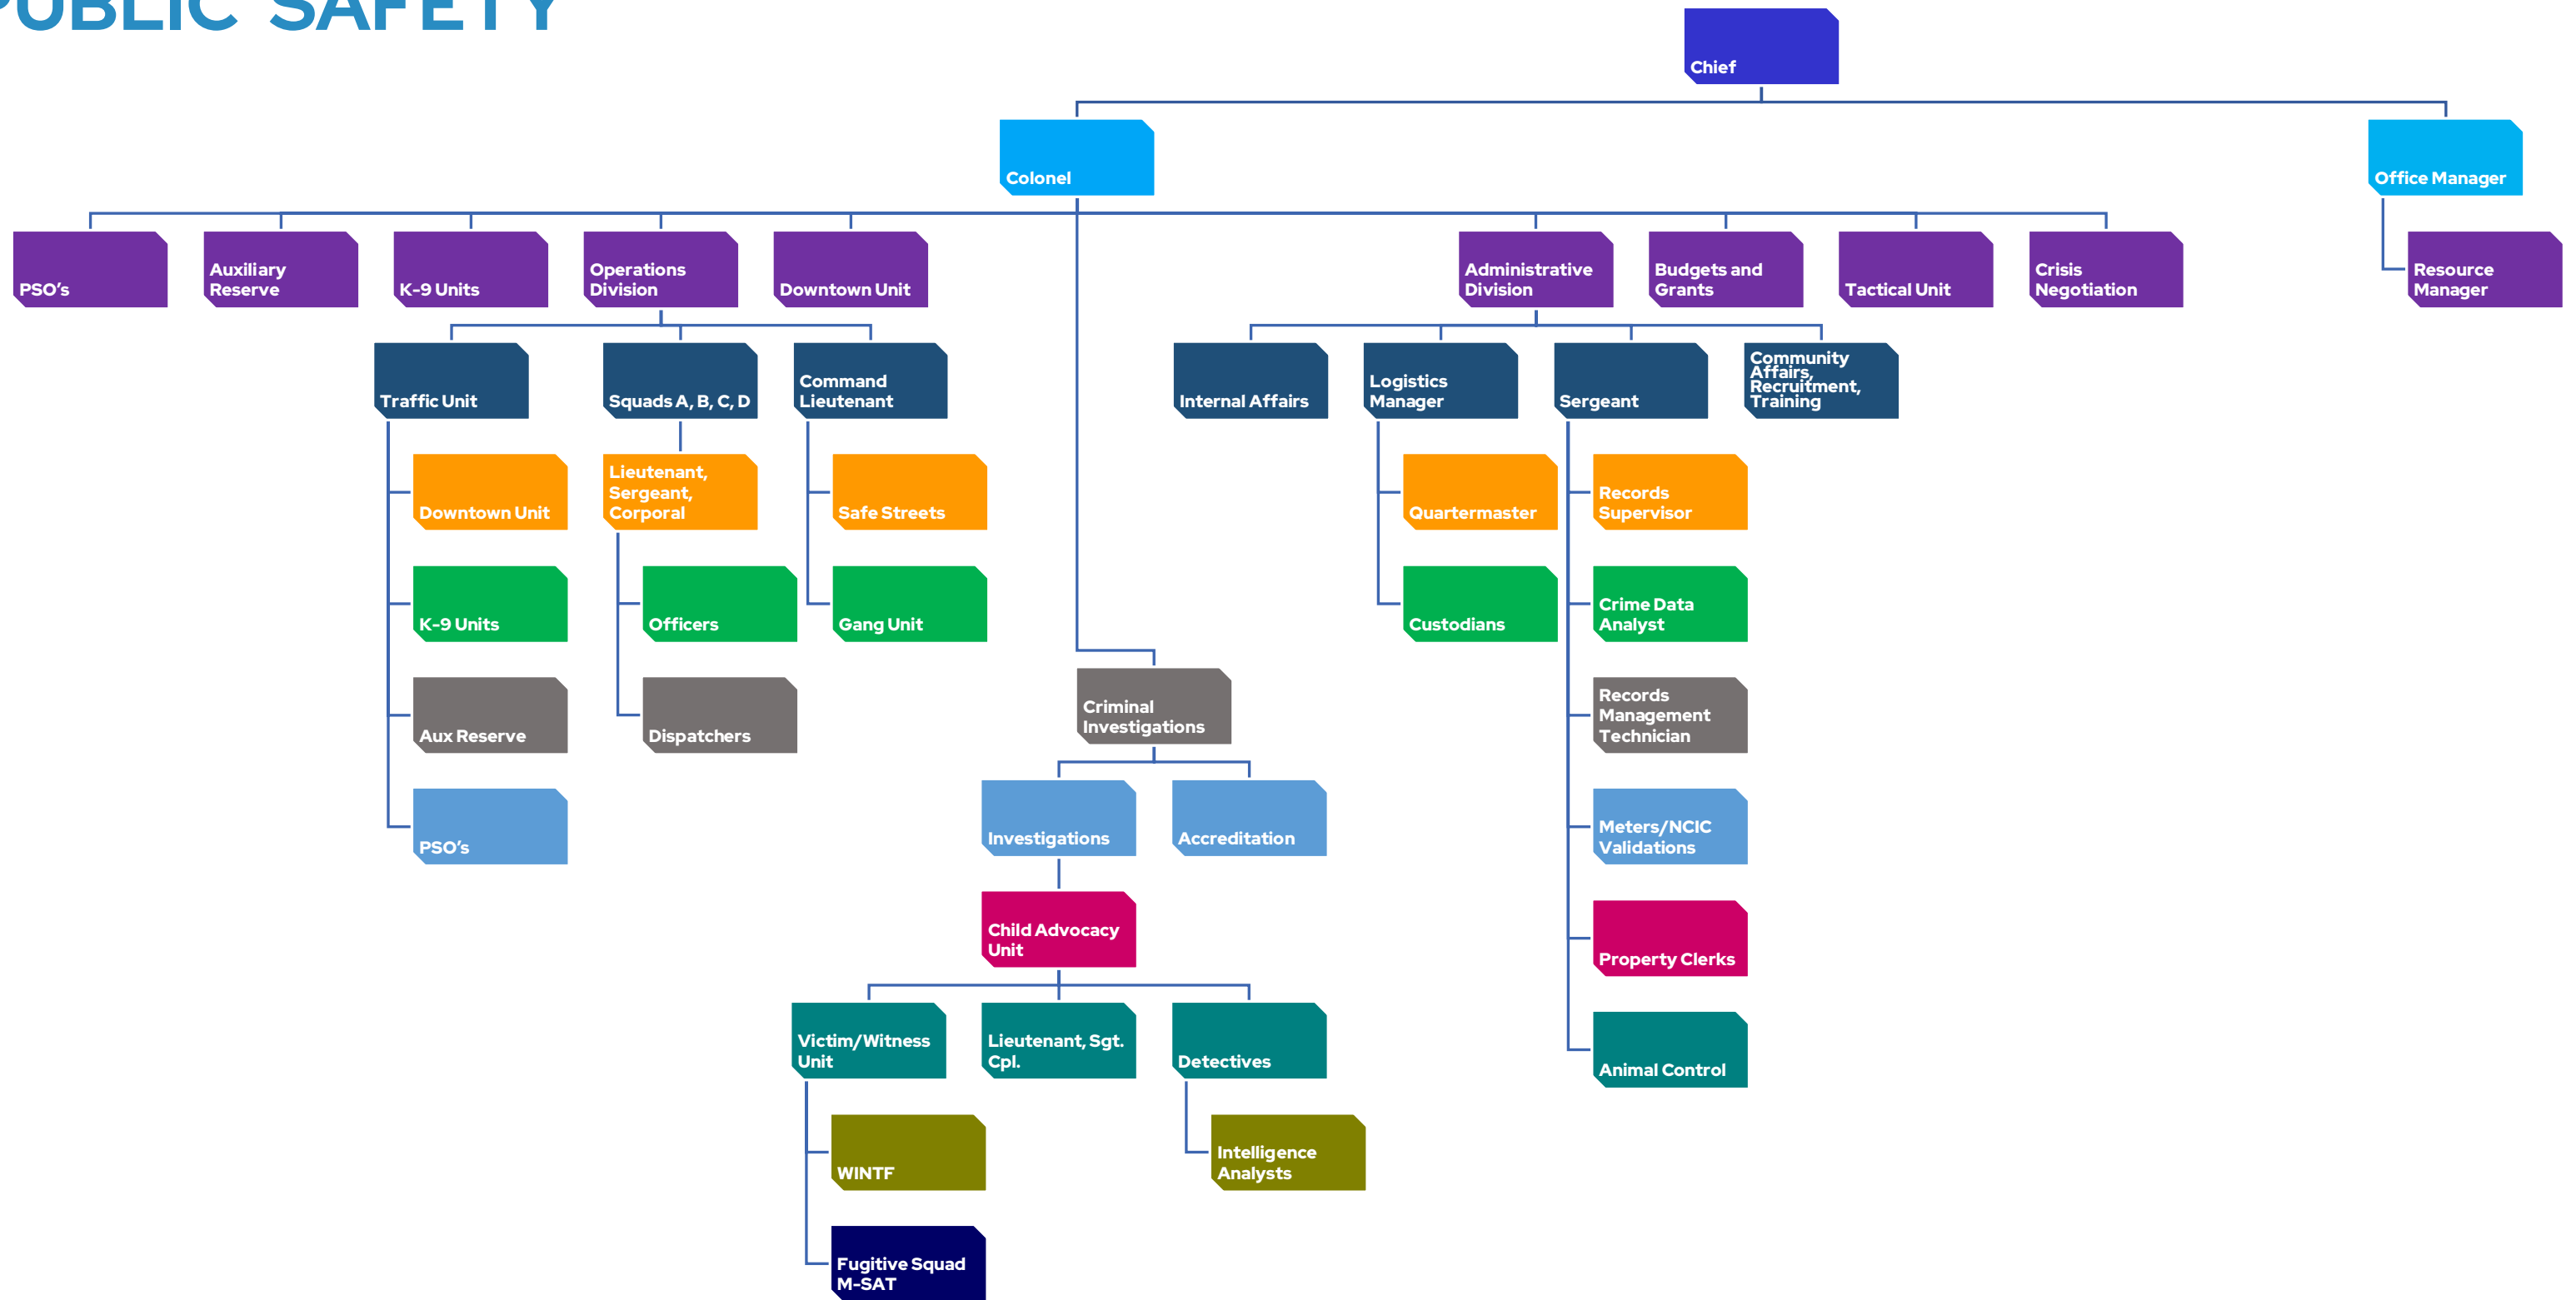 PUBLIC SAFETY
Chief
Colonel
Office Manager
PSO’s
Auxiliary
Reserve
K-9 Units
Operations
Division
Downtown Unit
Administrative
Division
Budgets and
Grants
Tactical Unit
Crisis
Negotiation
Resource
Manager
Traffic Unit
Squads A, B, C, D
Command
Lieutenant
Internal Affairs
Logistics
Manager
Sergeant
Community
Affairs,
Recruitment,
Training
Downtown Unit
Lieutenant,
Sergeant,
Corporal
Safe Streets
Quartermaster
Records
Supervisor
K-9 Units
Officers
Gang Unit
Custodians
Crime Data
Analyst
Aux Reserve
Dispatchers
Criminal
Investigations
Records
Management
Technician
PSO’s
Investigations
Accreditation
Meters/NCIC
Validations
Child Advocacy
Unit
Property Clerks
Victim/Witness
Unit
Lieutenant, Sgt.
Cpl.
Detectives
Animal Control
WINTF
Intelligence
Analysts
Fugitive Squad
M-SAT